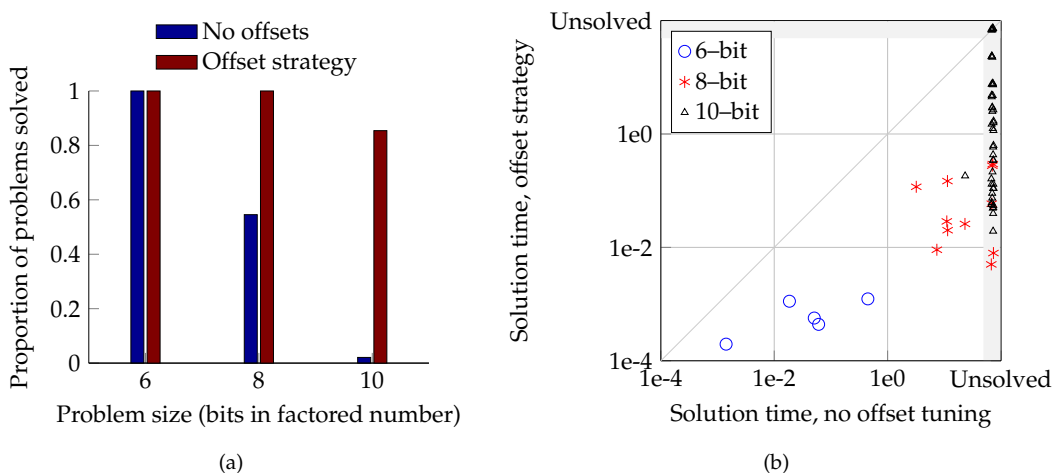 No offsets
Offset strategy
Proportion of problems solved
1
0.8
0.6
0.4
0.2
0
6
8
10
Problem size (bits in factored number)
(a)
Solution time, offset strategy
Unsolved
1e0
1e-2
1e-4
6–bit
8–bit
10–bit
1e-4
1e-2
1e0
Unsolved
Solution time, no offset tuning
(b)